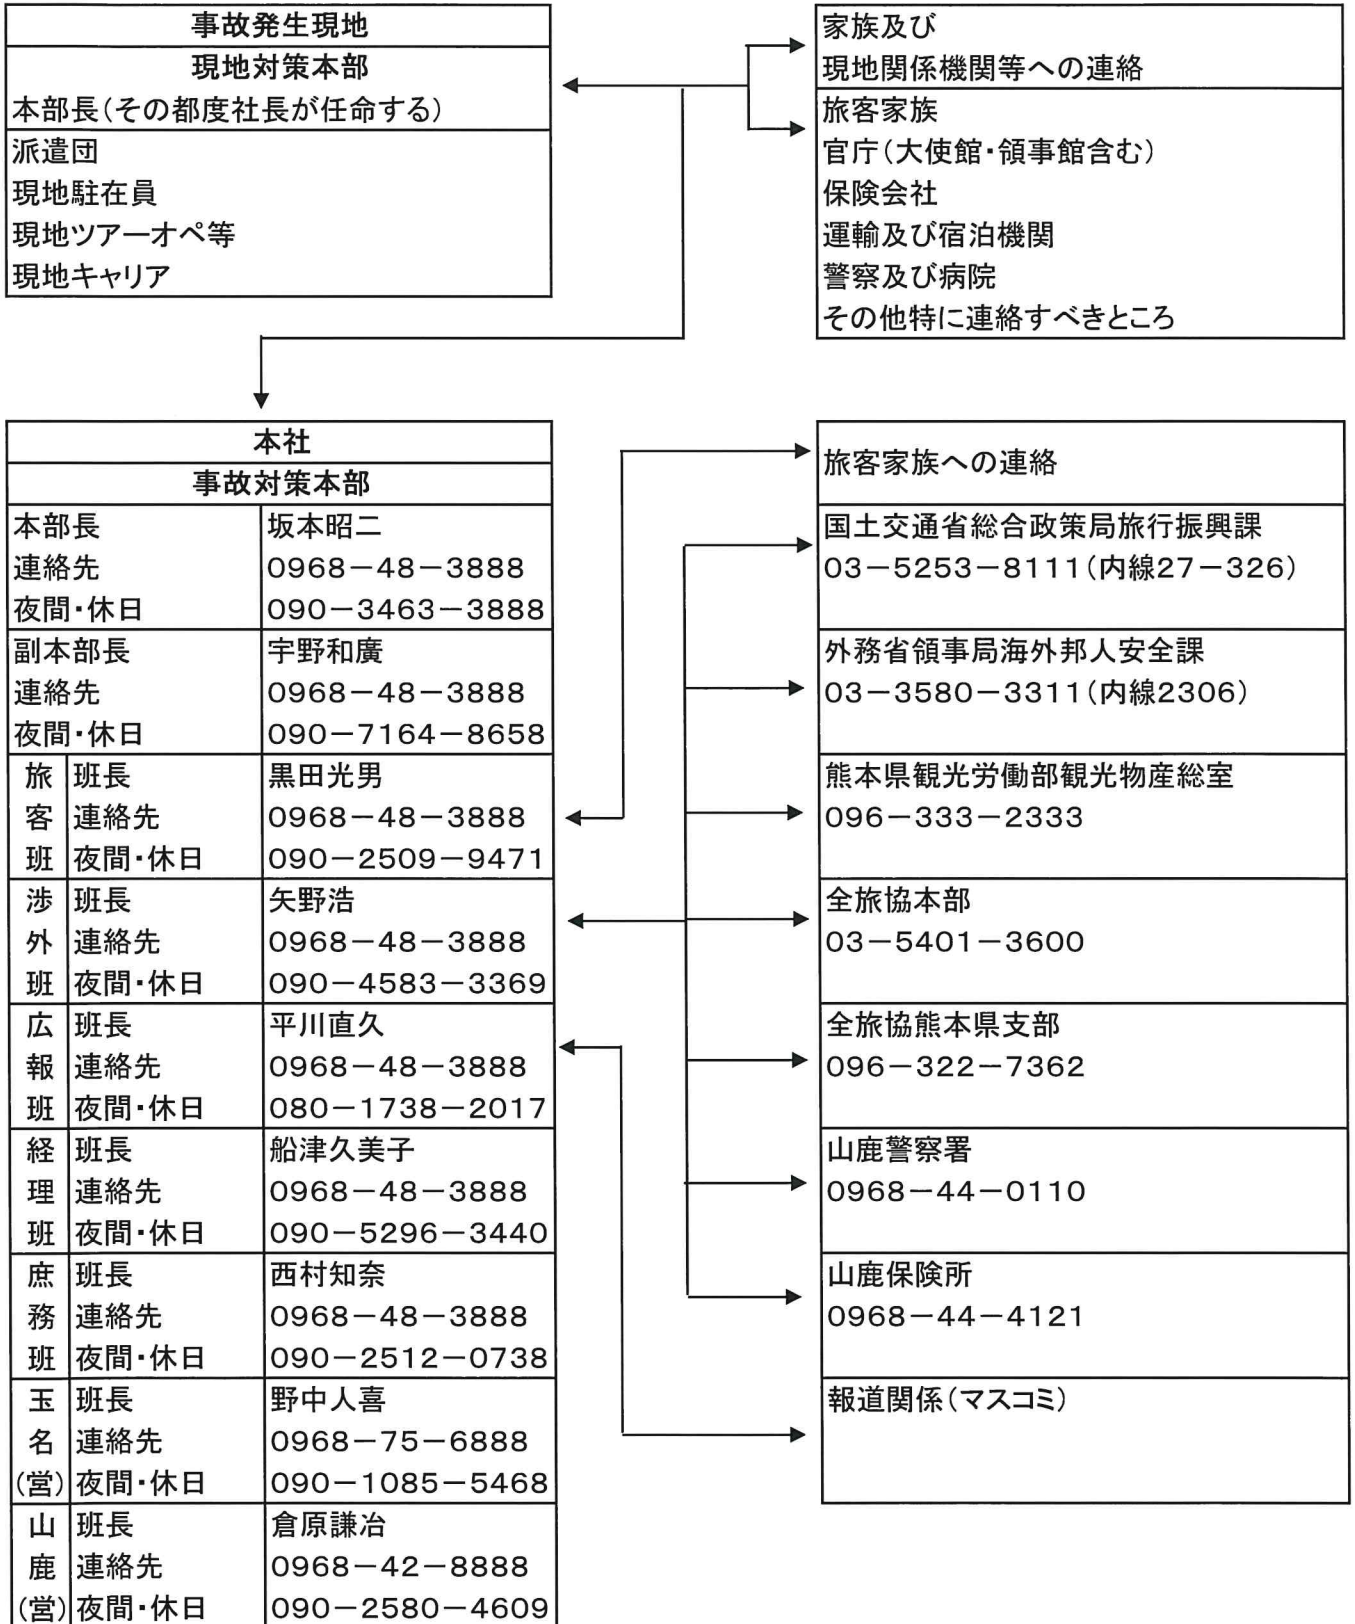 事故発生現地
現地対策本部
本部長(その都度社長が任命する)
派遣団
現地駐在員
現地ツアーオペ等
現地キャリア
家族及び
現地関係機関等への連絡
旅客家族
官庁(大使館・領事館含む)
保険会社
運輸及び宿泊機関
警察及び病院
その他特に連絡すべきところ
本社
事故対策本部
本部長 坂本昭二
連絡先 0968-48-3888
夜間・休日 090-3463-3888
副本部長 宇野和廣
連絡先 0968-48-3888
夜間・休日 090-7164-8658
旅 班長 黒田光男
客 連絡先 0968-48-3888
班 夜間・休日 090-2509-9471
渉 班長 矢野浩
外 連絡先 0968-48-3888
班 夜間・休日 090-4583-3369
広 班長 平川直久
報 連絡先 0968-48-3888
班 夜間・休日 080-1738-2017
経 班長 船津久美子
理 連絡先 0968-48-3888
班 夜間・休日 090-5296-3440
庶 班長 西村知奈
務 連絡先 0968-48-3888
班 夜間・休日 090-2512-0738
玉 班長 野中人喜
名 連絡先 0968-75-6888
(営) 夜間・休日 090-1085-5468
山 班長 倉原謙冶
鹿 連絡先 0968-42-8888
(営) 夜間・休日 090-2580-4609
旅客家族への連絡
国土交通省総合政策局旅行振興課
03-5253-8111(内線27-326)
外務省領事局海外邦人安全課
03-3580-3311(内線2306)
熊本県観光労働部観光物産総室
096-333-2333
全旅協本部
03-5401-3600
全旅協熊本県支部
096-322-7362
山鹿警察署
0968-44-0110
山鹿保険所
0968-44-4121
報道関係(マスコミ)